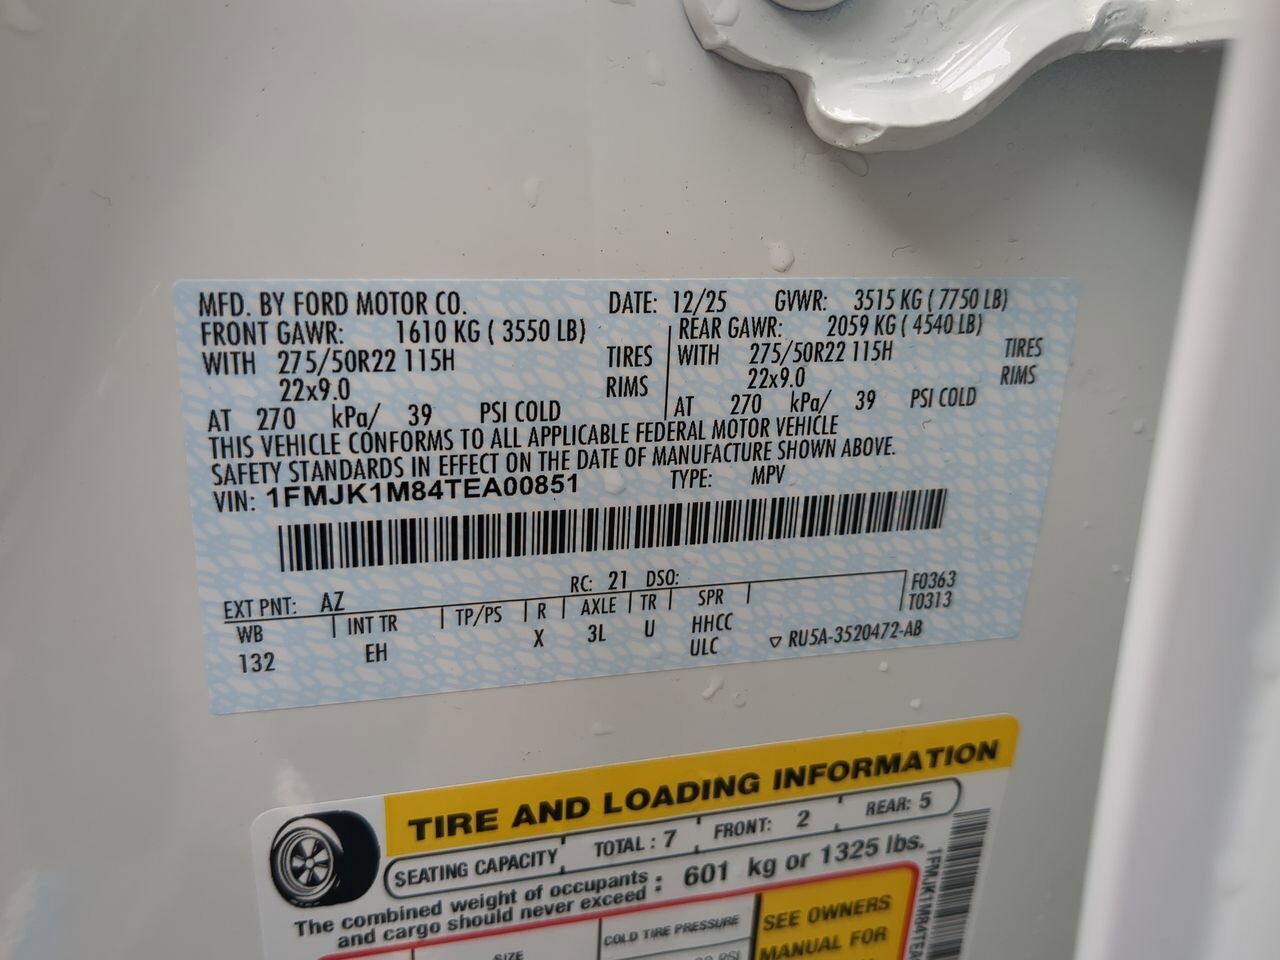 MFD. BY FORD MOTOR CO. DATE: 12/25 GVWR: 3515 KG ( 7750 LB)
FRONT GAWR: 1610 KG ( 3550 LB) REAR GAWR: 2059 KG ( 4540 LB)
WITH 275/50R22 115H TIRES WITH 275/50R22 115H TIRES
22x9.0 RIMS 22x9.0 RIMS
AT 270 kPa/ 39 PSI COLD AT 270 kPa/ 39 PSI COLD
THIS VEHICLE CONFORMS TO ALL APPLICABLE FEDERAL MOTOR VEHICLE
SAFETY STANDARDS IN EFFECT ON THE DATE OF MANUFACTURE SHOWN ABOVE.
VIN: 1FMJK1M84TEA00851 TYPE: MPV
EXT PNT: AZ RC: 21 DSO: F0363
WB INT TR TP/PS R AXLE TR SPR T0313
132 EH X 3L U HHCC
ULC ▽ RU5A-3520472-AB
TIRE AND LOADING INFORMATION
SEATING CAPACITY TOTAL : 7 FRONT: 2 REAR: 5
The combined weight of occupants : 601 kg or 1325 lbs.
and cargo should never exceed
SIZE COLD TIRE PRESSURE SEE OWNERS
MANUAL FOR